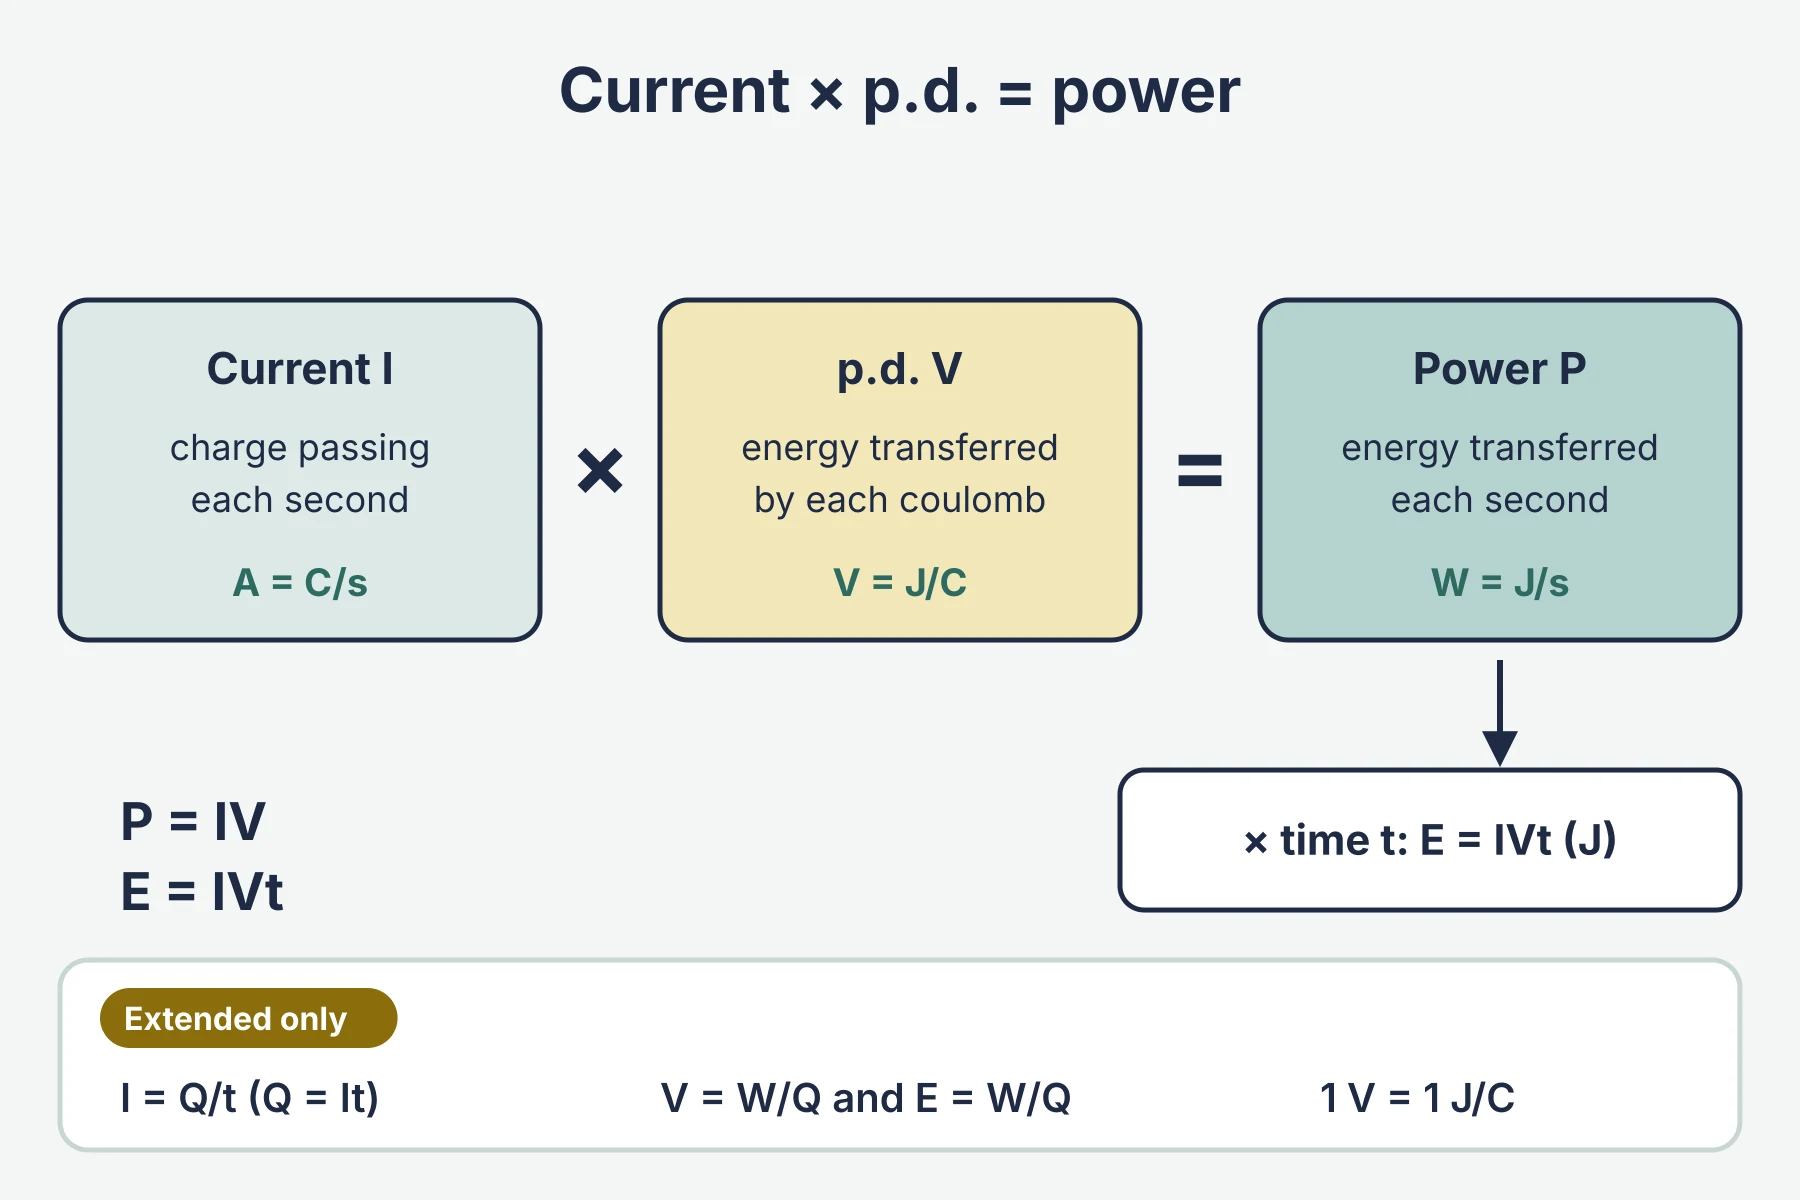 Current × p.d. = power
Current I
charge passing
each second
A = C/s
×
p.d. V
energy transferred
by each coulomb
V = J/C
=
Power P
energy transferred
each second
W = J/s
× time t: E = IVt (J)
P = IV
E = IVt
Extended only
I = Q/t (Q = It)
V = W/Q and E = W/Q
1 V = 1 J/C